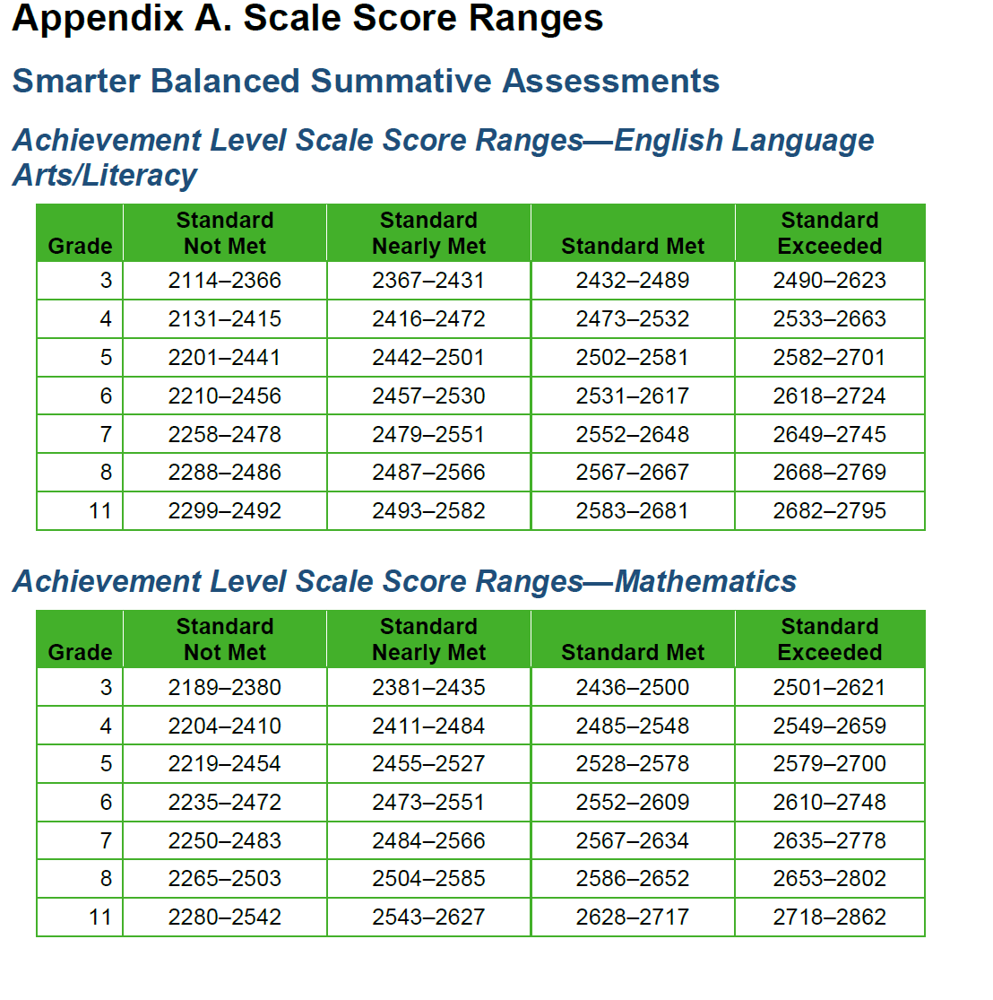 Appendix A. Scale Score Ranges
Smarter Balanced Summative Assessments
Achievement Level Scale Score Ranges—English Language
Arts/Literacy
Grade Standard Not Met Standard Nearly Met Standard Met Standard Exceeded
3 2114–2366 2367–2431 2432–2489 2490–2623
4 2131–2415 2416–2472 2473–2532 2533–2663
5 2201–2441 2442–2501 2502–2581 2582–2701
6 2210–2456 2457–2530 2531–2617 2618–2724
7 2258–2478 2479–2551 2552–2648 2649–2745
8 2288–2486 2487–2566 2567–2667 2668–2769
11 2299–2492 2493–2582 2583–2681 2682–2795
Achievement Level Scale Score Ranges—Mathematics
Grade Standard Not Met Standard Nearly Met Standard Met Standard Exceeded
3 2189–2380 2381–2435 2436–2500 2501–2621
4 2204–2410 2411–2484 2485–2548 2549–2659
5 2219–2454 2455–2527 2528–2578 2579–2700
6 2235–2472 2473–2551 2552–2609 2610–2748
7 2250–2483 2484–2566 2567–2634 2635–2778
8 2265–2503 2504–2585 2586–2652 2653–2802
11 2280–2542 2543–2627 2628–2717 2718–2862